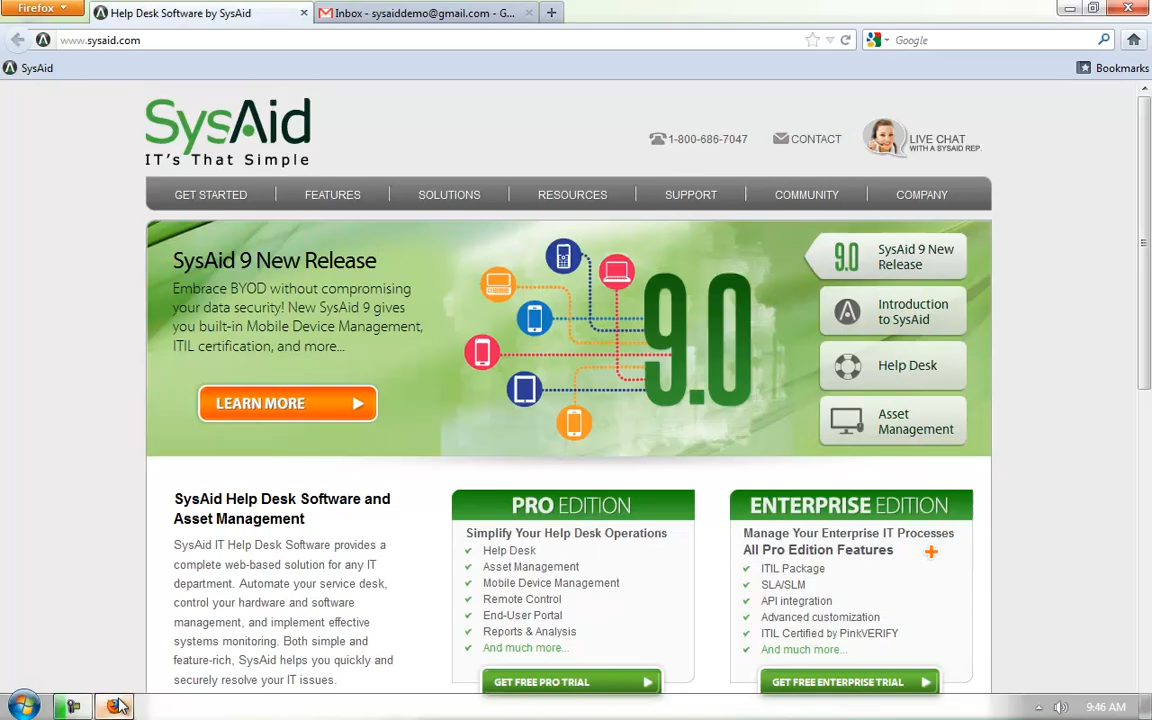 Firefox
Help Desk Software by SysAid
Inbox - sysaiddemo@gmail.com - G...
www.sysaid.com
Google
SysAid
Bookmarks
SysAid
IT's That Simple
1-800-686-7047
CONTACT
LIVE CHAT
WITH A SYSAID REP.
GET STARTED
FEATURES
SOLUTIONS
RESOURCES
SUPPORT
COMMUNITY
COMPANY
SysAid 9 New Release
Embrace BYOD without compromising
your data security! New SysAid 9 gives
you built-in Mobile Device Management,
ITIL certification, and more...
LEARN MORE
9.0
9.0
SysAid 9 New
Release
Introduction
to SysAid
Help Desk
Asset
Management
SysAid Help Desk Software and
Asset Management
SysAid IT Help Desk Software provides a
complete web-based solution for any IT
department. Automate your service desk,
control your hardware and software
management, and implement effective
systems monitoring. Both simple and
feature-rich, SysAid helps you quickly and
securely resolve your IT issues.
PRO EDITION
Simplify Your Help Desk Operations
Help Desk
Asset Management
Mobile Device Management
Remote Control
End-User Portal
Reports & Analysis
And much more...
GET FREE PRO TRIAL
ENTERPRISE EDITION
Manage Your Enterprise IT Processes
All Pro Edition Features
ITIL Package
SLA/SLM
API integration
Advanced customization
ITIL Certified by PinkVERIFY
And much more...
GET FREE ENTERPRISE TRIAL
9:46 AM